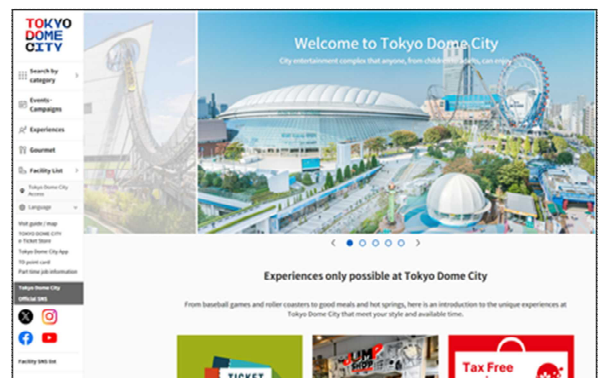 TOKYO
DOME
CITY
Search by
category
Events·
Campaigns
Experiences
Gourmet
Facility List
Tokyo Dome City
Access
Language
Visit guide / map
TOKYO DOME CITY
e-Ticket Store
Tokyo Dome City App
TD point card
Part time job information
Tokyo Dome City
Official SNS
Facility SNS list
Welcome to Tokyo Dome City
City entertainment complex that anyone, from children to adults, can enjoy
Experiences only possible at Tokyo Dome City
From baseball games and roller coasters to good meals and hot springs, here is an introduction to the unique experiences at
Tokyo Dome City that meet your style and available time.
TICKET
JUMP
SHOP
Tax Free